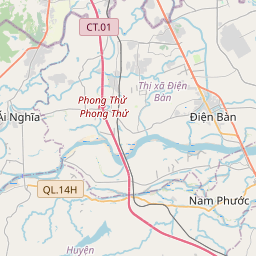 CT.01
Thị xã Điện
Bàn
Phong Thử
Phong Thử
Ái Nghĩa
Điện Bàn
QL.14H
Nam Phước
Huyện